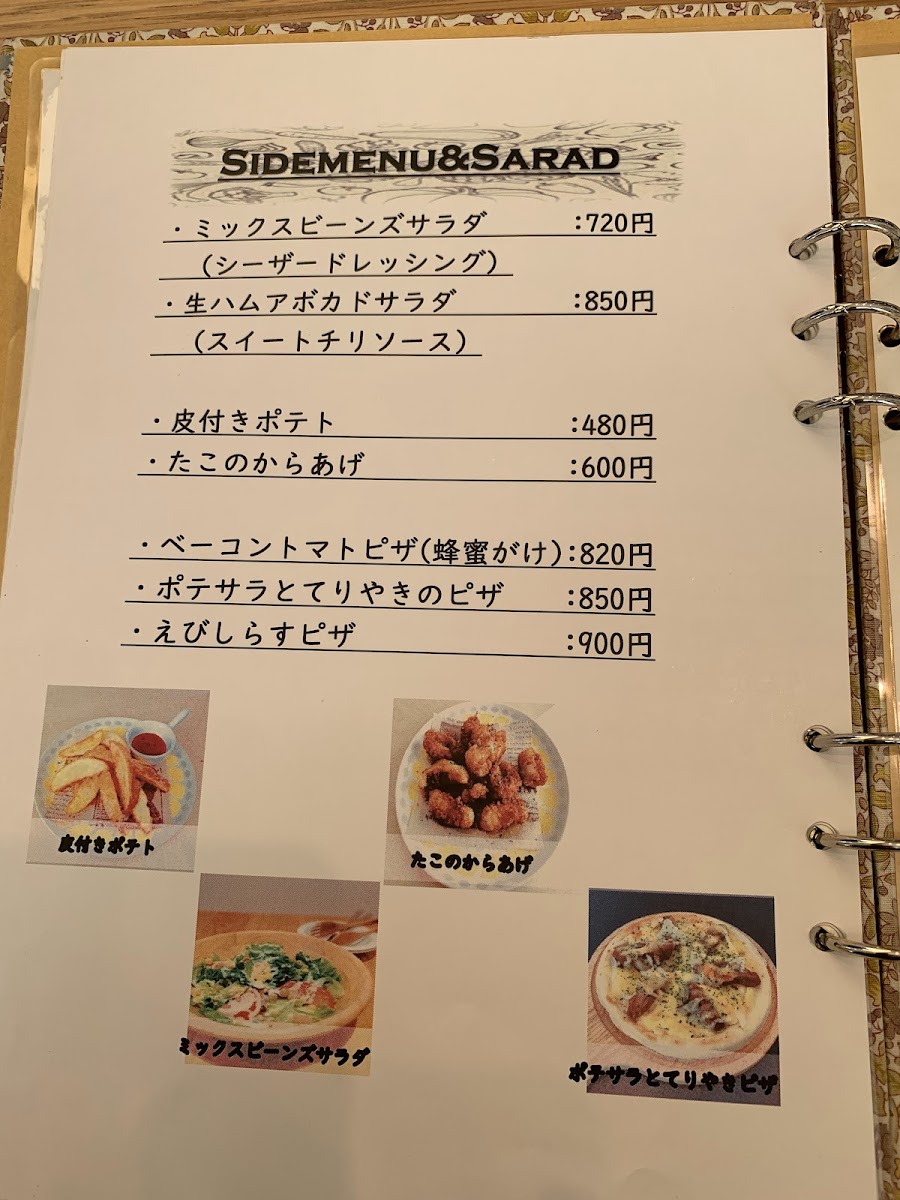 SIDEMENU&SARAD
・ミックスビーンズサラダ :720円
(シーザードレッシング)
・生ハムアボカドサラダ :850円
(スイートチリソース)
・皮付きポテト :480円
・たこのからあげ :600円
・ベーコントマトピザ(蜂蜜がけ):820円
・ポテサラとてりやきのピザ :850円
・えびしらすピザ :900円
皮付きポテト
たこのからあげ
ミックスビーンズサラダ
ポテサラとてりやきピザ